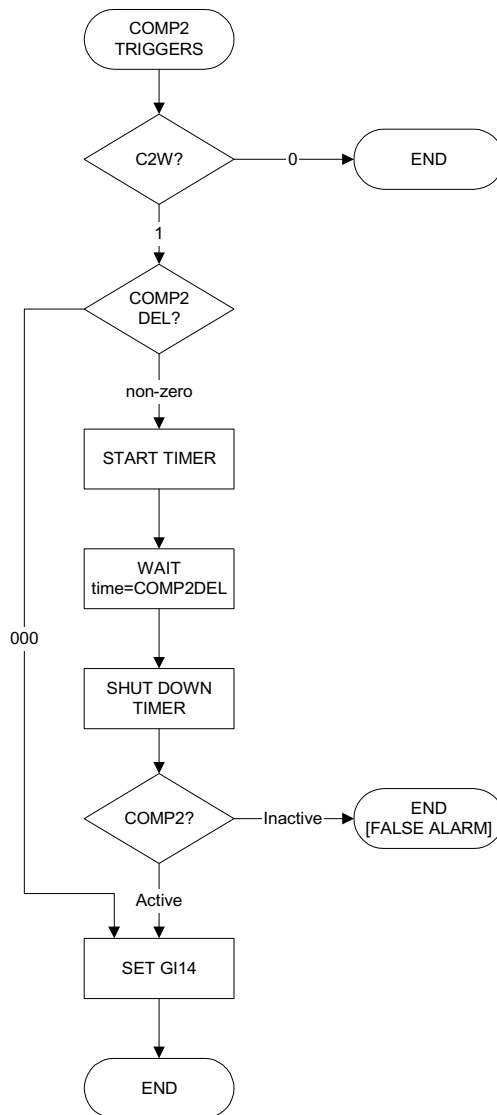 COMP2
TRIGGERS
C2W?
0
END
1
COMP2
DEL?
non-zero
START TIMER
WAIT
time=COMP2DEL
000
SHUT DOWN
TIMER
COMP2?
Inactive
END
[FALSE ALARM]
Active
SET GI14
END